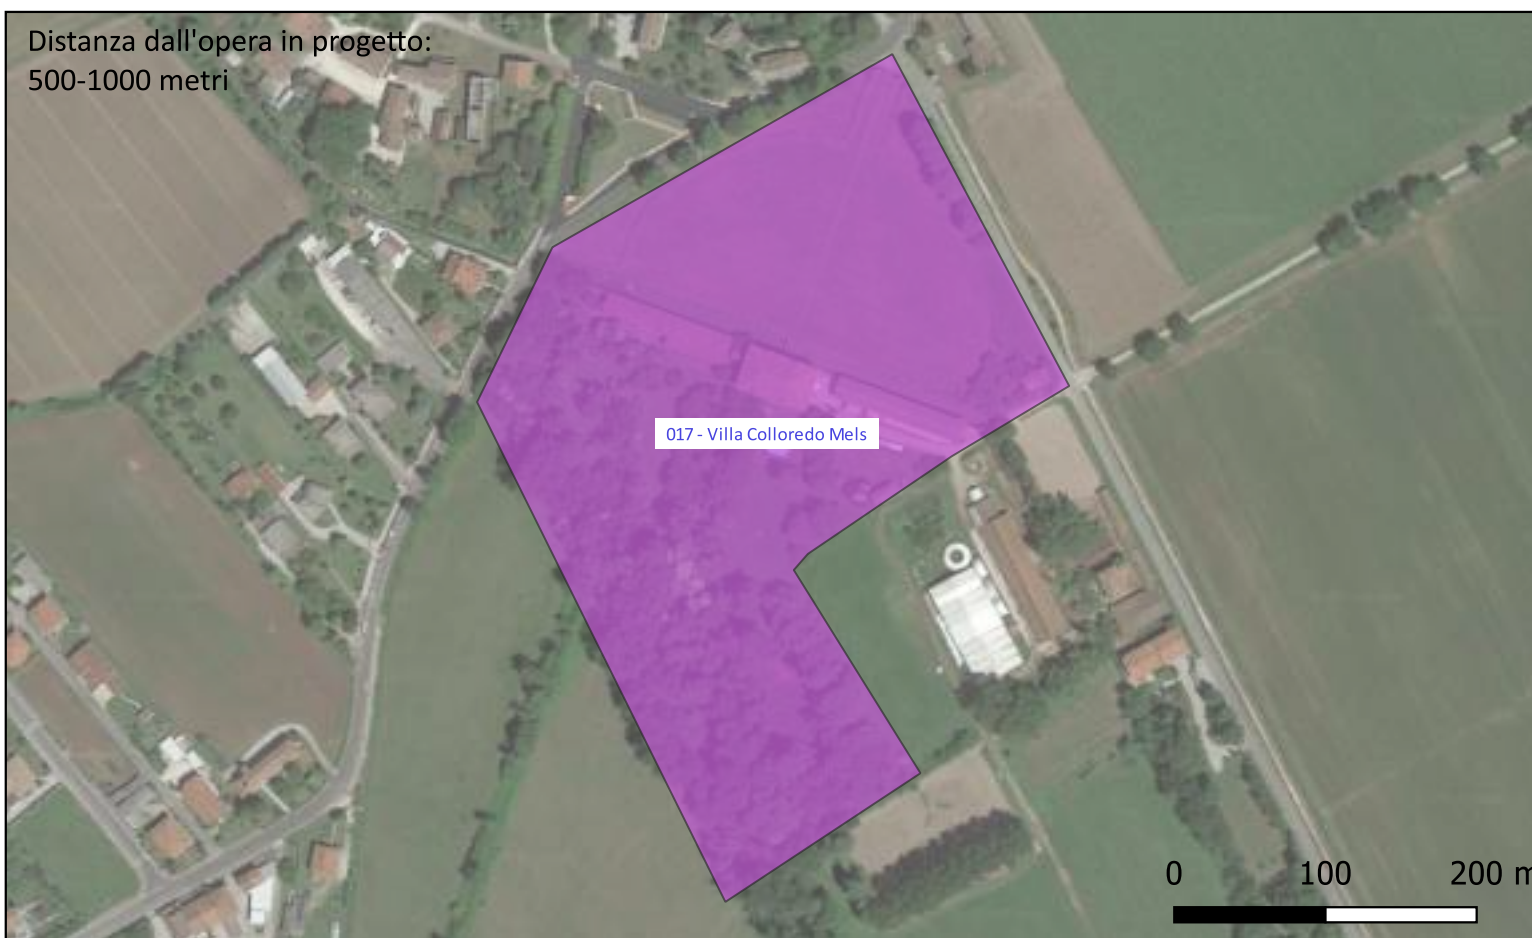 Distanza dall'opera in progetto:
500-1000 metri
017 - Villa Colloredo Mels
0 100 200 m